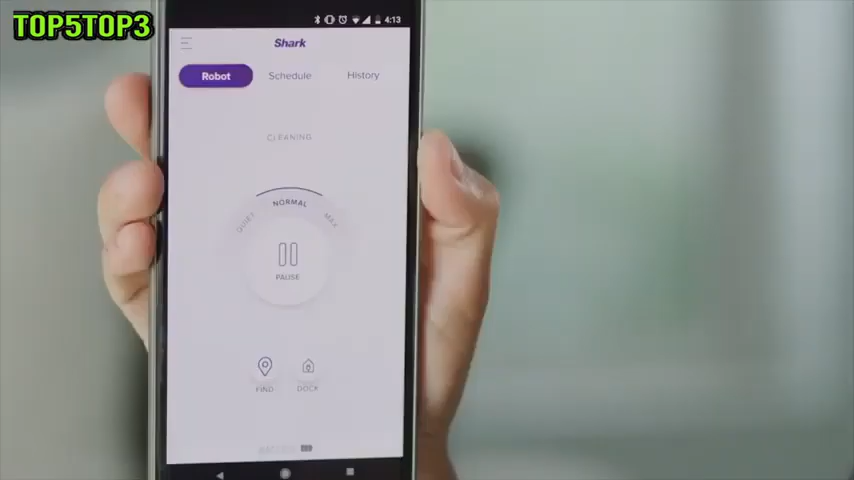 TOP5TOP3
4:13
Shark
Robot Schedule History
CLEANING
QUIET NORMAL MAX
PAUSE
FIND DOCK